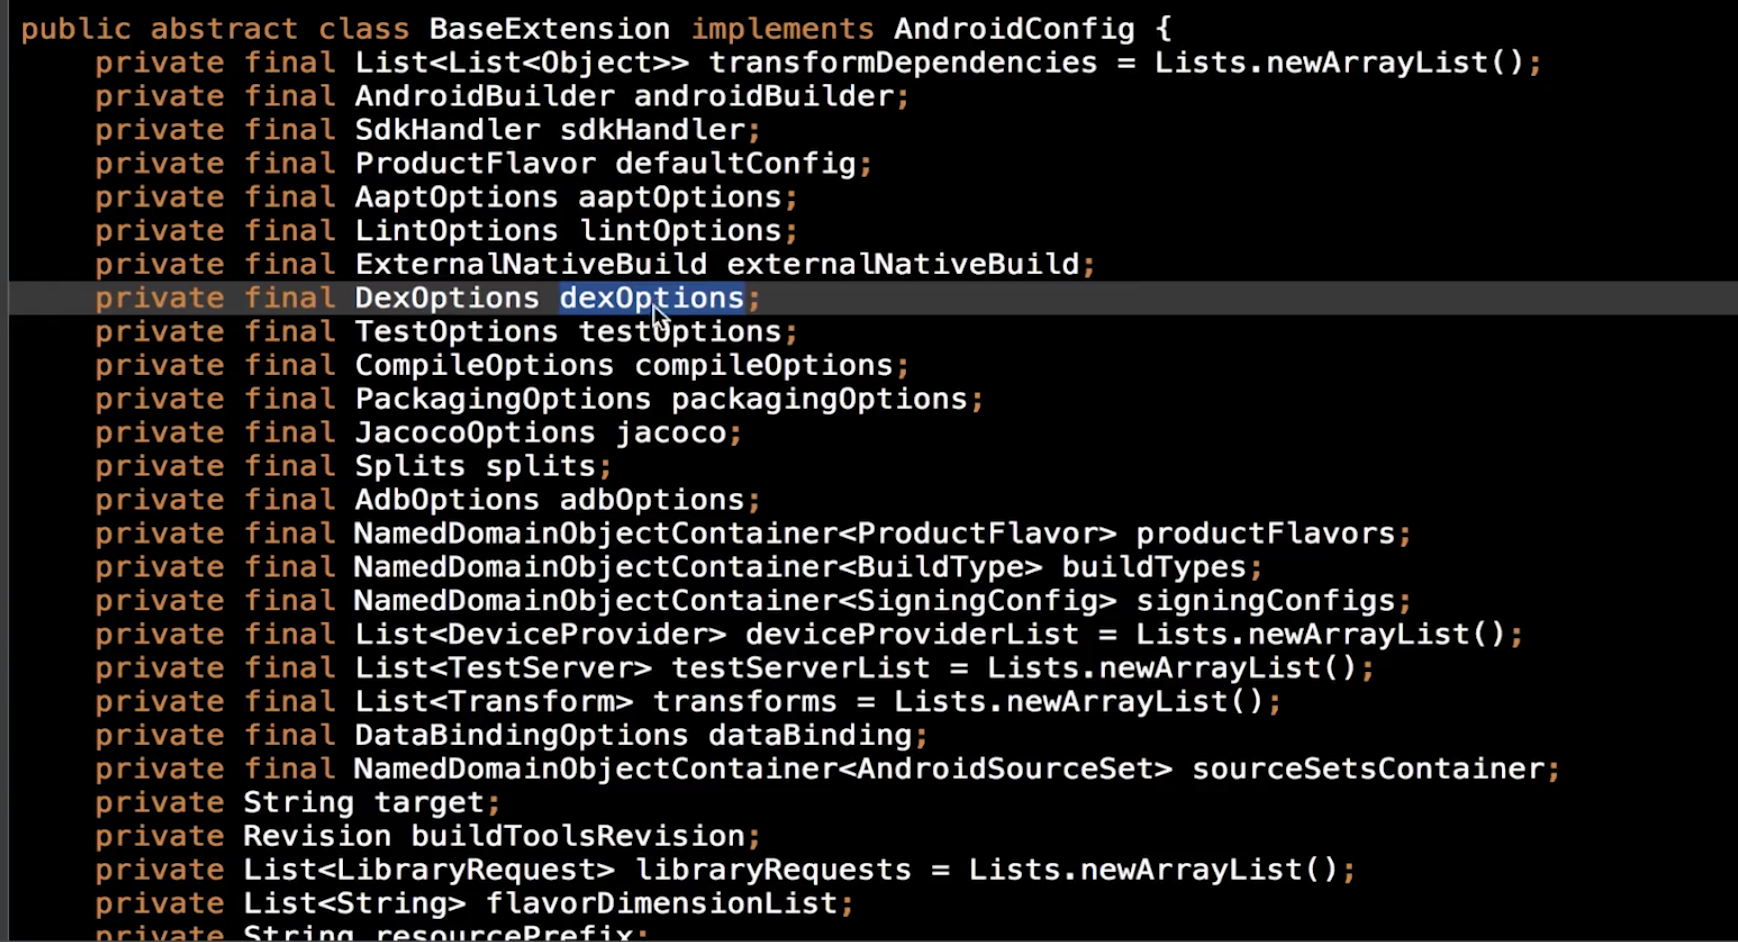 public abstract class BaseExtension implements AndroidConfig {
private final List<List<Object>> transformDependencies = Lists.newArrayList();
private final AndroidBuilder androidBuilder;
private final SdkHandler sdkHandler;
private final ProductFlavor defaultConfig;
private final AaptOptions aaptOptions;
private final LintOptions lintOptions;
private final ExternalNativeBuild externalNativeBuild;
private final DexOptions dexOptions;
private final TestOptions testOptions;
private final CompileOptions compileOptions;
private final PackagingOptions packagingOptions;
private final JacocoOptions jacoco;
private final Splits splits;
private final AdbOptions adbOptions;
private final NamedDomainObjectContainer<ProductFlavor> productFlavors;
private final NamedDomainObjectContainer<BuildType> buildTypes;
private final NamedDomainObjectContainer<SigningConfig> signingConfigs;
private final List<DeviceProvider> deviceProviderList = Lists.newArrayList();
private final List<TestServer> testServerList = Lists.newArrayList();
private final List<Transform> transforms = Lists.newArrayList();
private final DataBindingOptions dataBinding;
private final NamedDomainObjectContainer<AndroidSourceSet> sourceSetsContainer;
private String target;
private Revision buildToolsRevision;
private List<LibraryRequest> libraryRequests = Lists.newArrayList();
private List<String> flavorDimensionList;
private String resourcePrefix;